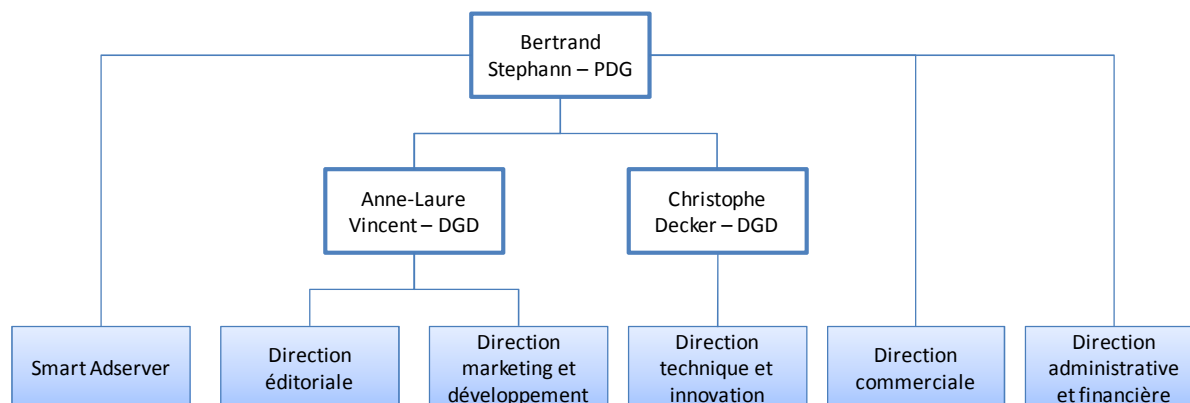 Bertrand
Stephann – PDG
Anne-Laure
Vincent – DGD
Christophe
Decker – DGD
Smart Adserver
Direction
éditoriale
Direction
marketing et
développement
Direction
technique et
innovation
Direction
commerciale
Direction
administrative
et financière